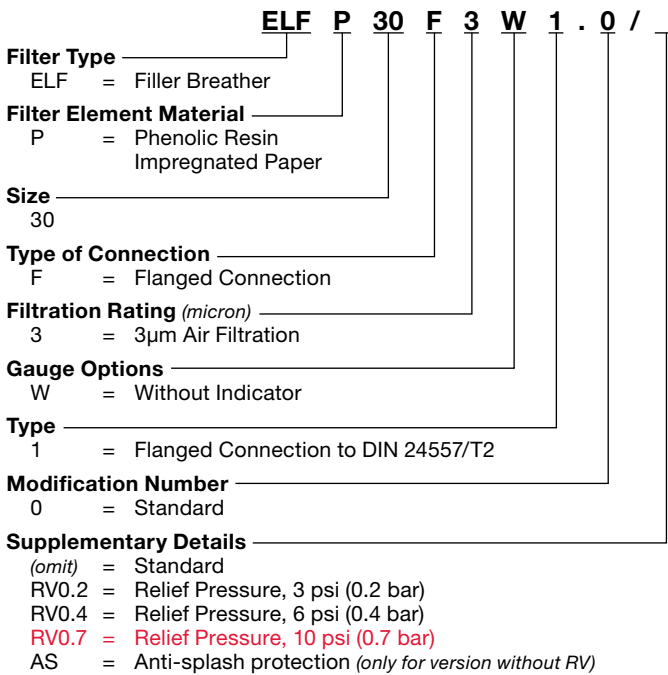 ELF P 30 F 3 W 1 . 0 / _
Filter Type
ELF = Filler Breather
Filter Element Material
P = Phenolic Resin
Impregnated Paper
Size
30
Type of Connection
F = Flanged Connection
Filtration Rating (micron)
3 = 3µm Air Filtration
Gauge Options
W = Without Indicator
Type
1 = Flanged Connection to DIN 24557/T2
Modification Number
0 = Standard
Supplementary Details
(omit) = Standard
RV0.2 = Relief Pressure, 3 psi (0.2 bar)
RV0.4 = Relief Pressure, 6 psi (0.4 bar)
RV0.7 = Relief Pressure, 10 psi (0.7 bar)
AS = Anti-splash protection (only for version without RV)